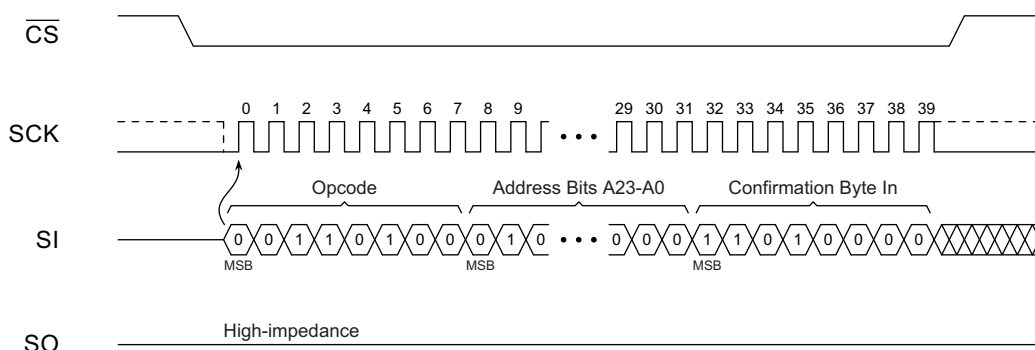 CS
0 1 2 3 4 5 6 7 8 9 29 30 31 32 33 34 35 36 37 38 39
SCK
Opcode Address Bits A23-A0 Confirmation Byte In
SI 0 0 1 1 0 1 0 0 0 1 0 • • • 0 0 0 1 1 0 1 0 0 0 0
MSB MSB MSB
High-impedance
SO